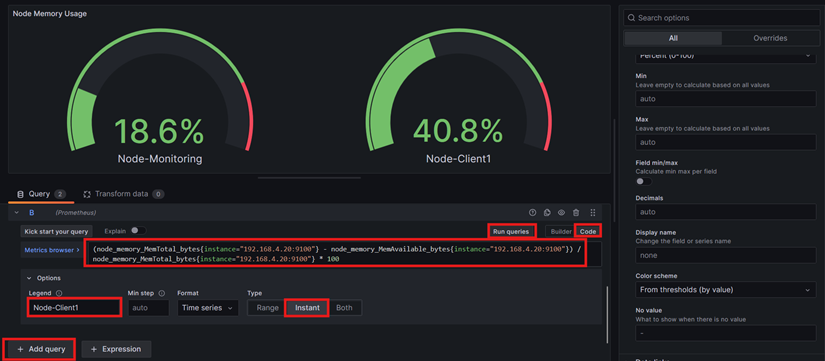 Node Memory Usage
18.6%
Node-Monitoring
40.8%
Node-Client1
Query 2
Transform data 0
B (Prometheus)
Kick start your query
Explain
Run queries
Builder
Code
Metrics browser >
(node_memory_MemTotal_bytes{instance="192.168.4.20:9100"} - node_memory_MemAvailable_bytes{instance="192.168.4.20:9100"}) /
node_memory_MemTotal_bytes{instance="192.168.4.20:9100"} * 100
Options
Legend
Min step
Format
Type
Node-Client1
auto
Time series
Range
Instant
Both
+ Add query
+ Expression
Search options
All
Overrides
Percent (0-100)
Min
Leave empty to calculate based on all values
auto
Max
Leave empty to calculate based on all values
auto
Field min/max
Calculate min max per field
Decimals
auto
Display name
Change the field or series name
none
Color scheme
From thresholds (by value)
No value
What to show when there is no value
-